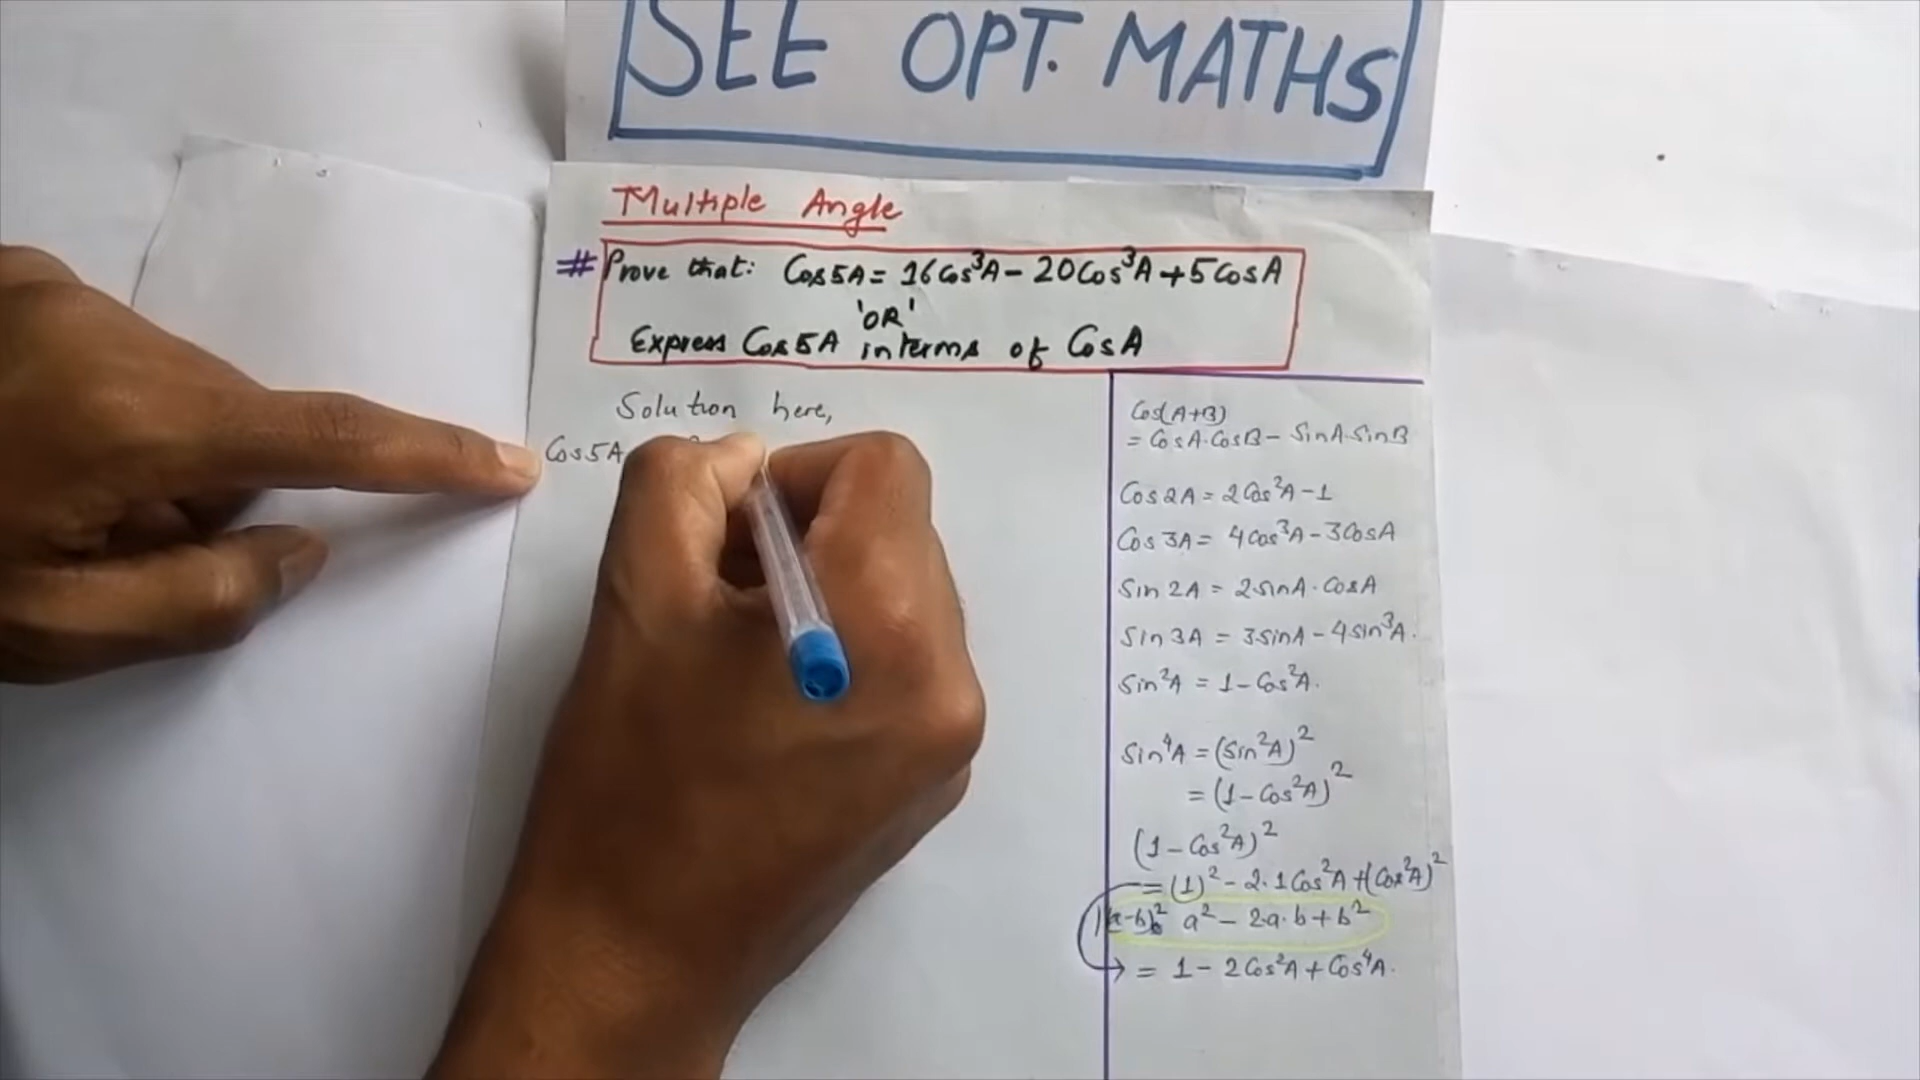 SEE OPT. MATHS
Multiple Angle
# Prove that: Cos5A = 16Cos³A - 20Cos³A + 5CosA
'OR'
Express Cos5A interms of CosA
Solution here,
Cos5A
Cos(A+B)
= CosA.CosB - SinA.SinB
Cos2A = 2Cos²A - 1
Cos3A = 4Cos³A - 3CosA
Sin2A = 2SinA.CosA
Sin3A = 3SinA - 4Sin³A.
Sin²A = 1 - Cos²A.
Sin⁴A = (Sin²A)²
= (1 - Cos²A)²
(1 - Cos²A)²
= (1)² - 2.1Cos²A + (Cos²A)²
(a-b)² a² - 2.a.b + b²
= 1 - 2Cos²A + Cos⁴A.